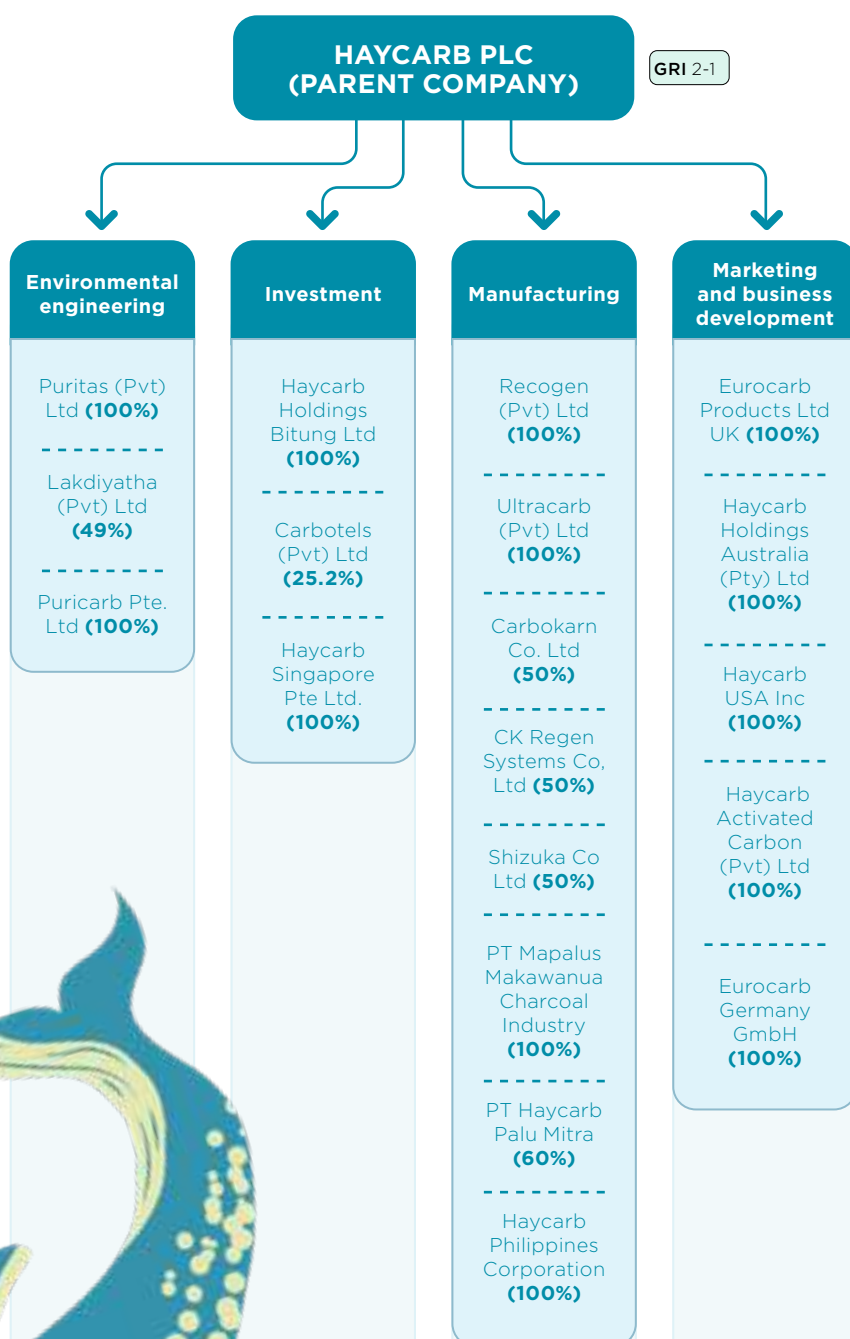 HAYCARB PLC
(PARENT COMPANY)
GRI 2-1
Environmental
engineering
Puritas (Pvt)
Ltd (100%)
Lakdiyatha
(Pvt) Ltd
(49%)
Puricarb Pte.
Ltd (100%)
Investment
Haycarb
Holdings
Bitung Ltd
(100%)
Carbotels
(Pvt) Ltd
(25.2%)
Haycarb
Singapore
Pte Ltd.
(100%)
Manufacturing
Recogen
(Pvt) Ltd
(100%)
Ultracarb
(Pvt) Ltd
(100%)
Carbokarn
Co. Ltd
(50%)
CK Regen
Systems Co,
Ltd (50%)
Shizuka Co
Ltd (50%)
PT Mapalus
Makawanua
Charcoal
Industry
(100%)
PT Haycarb
Palu Mitra
(60%)
Haycarb
Philippines
Corporation
(100%)
Marketing
and business
development
Eurocarb
Products Ltd
UK (100%)
Haycarb
Holdings
Australia
(Pty) Ltd
(100%)
Haycarb
USA Inc
(100%)
Haycarb
Activated
Carbon
(Pvt) Ltd
(100%)
Eurocarb
Germany
GmbH
(100%)